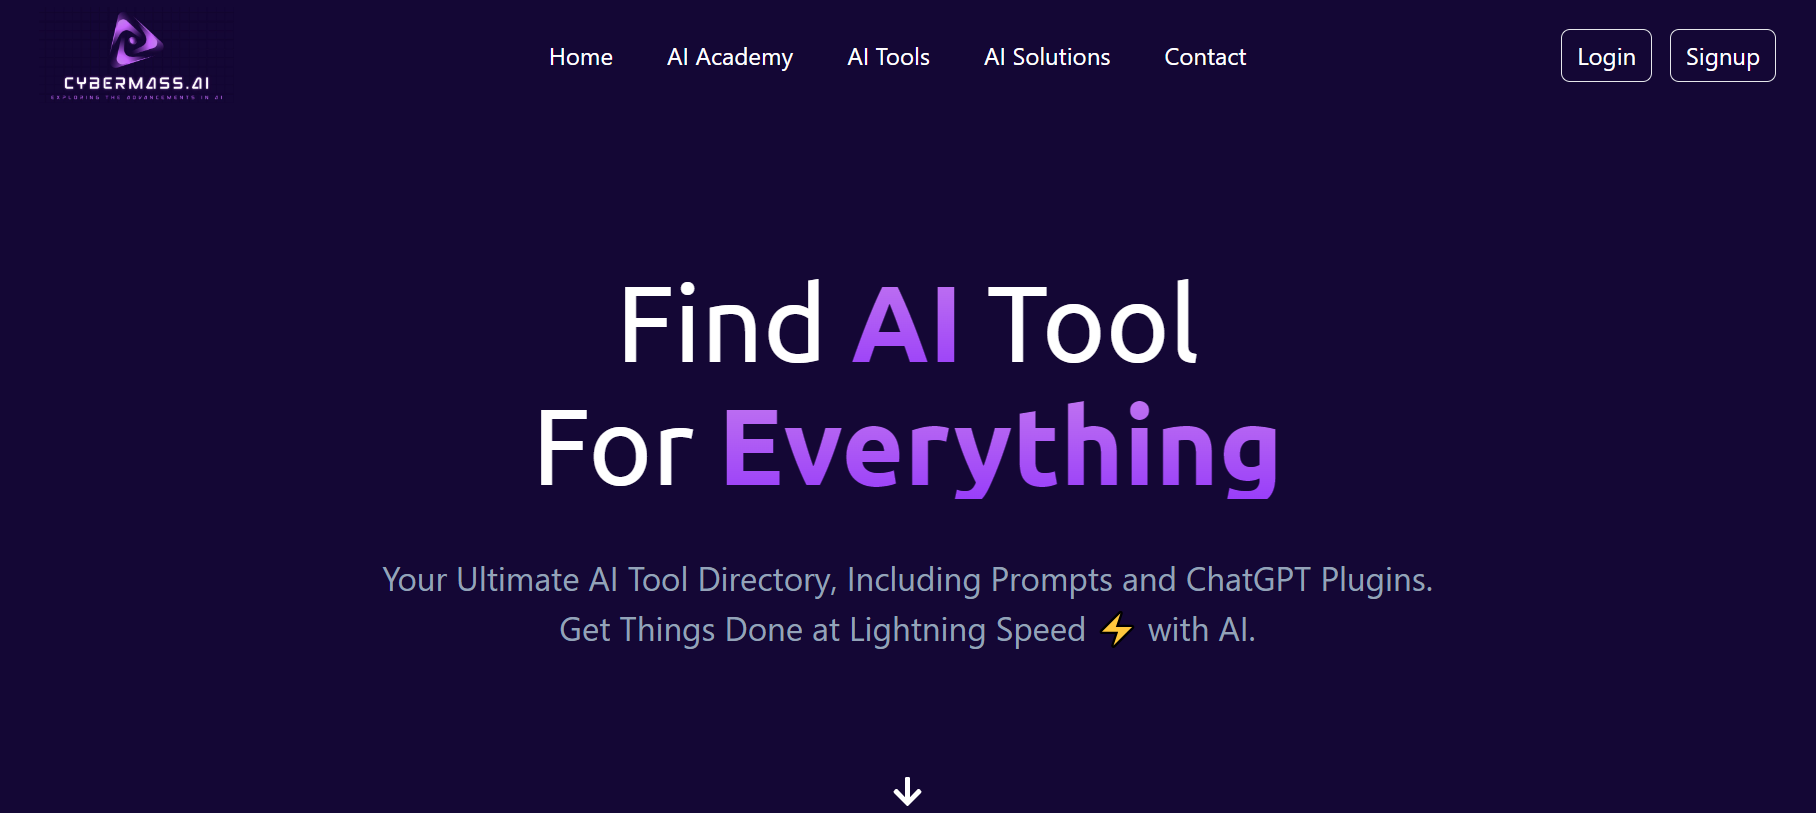 CYBERMASS.AI
EXPLORING THE ADVANCEMENTS IN AI
Home
AI Academy
AI Tools
AI Solutions
Contact
Login
Signup
Find AI Tool
For Everything
Your Ultimate AI Tool Directory, Including Prompts and ChatGPT Plugins.
Get Things Done at Lightning Speed ⚡ with AI.